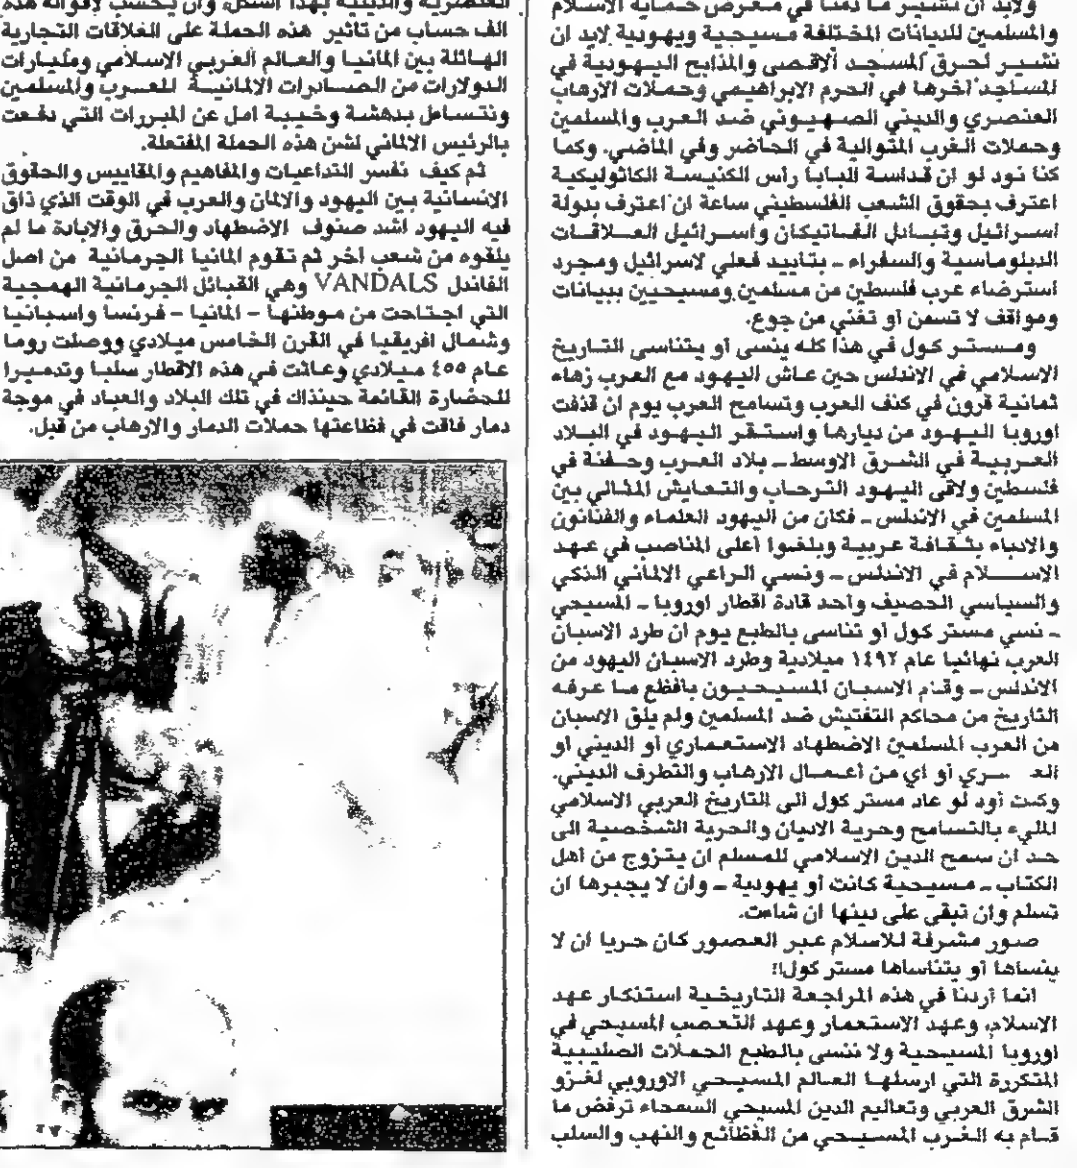 ولابد ان نشير ما دمنا في معرض حماية الاسلام
والمسلمين للديانات المختلفة مسيحية ويهودية لابد ان
نشير لحرق المسجد الاقصى والمذابح اليهودية في
المساجد آخرها في الحرم الابراهيمي وحملات الارهاب
العنصري والديني الصهيوني ضد العرب والمسلمين
وحملات الغرب المتوالية في الحاضر وفي الماضي. وكما
كنا نود لو ان قداسة البابا رأس الكنيسة الكاثوليكية
اعترف بحقوق الشعب الفلسطيني ساعة ان اعترف بدولة
اسرائيل وتبادل الفاتيكان واسرائيل العلاقات
الدبلوماسية والسفراء ـ بتأييد فعلي لاسرائيل ومجرد
استرضاء عرب فلسطين من مسلمين ومسيحيين ببيانات
ومواقف لا تسمن أو تغني من جوع.
ومستر كول في هذا كله ينسى أو يتناسى التاريخ
الاسلامي في الاندلس حين عاش اليهود مع العرب زهاء
ثمانية قرون في كنف العرب وتسامح العرب يوم ان قذفت
اوروبا اليهود من ديارها واستقر اليهود في البلاد
العربية في الشرق الاوسط ـ بلاد العرب وحفنة في
فلسطين ولاقى اليهود الترحاب والتعايش المثالي بين
المسلمين في الاندلس ـ فكان من اليهود العلماء والفنانون
والادباء بثقافة عربية وبلغوا أعلى المناصب في عهد
الاسلام في الاندلس ـ ونسي الراعي الالماني الذكي
والسياسي الحصيف واحد قادة اقطار اوروبا ـ المسيحي
ـ نسي مستر كول أو تناسى بالطبع يوم ان طرد الاسبان
العرب نهائيا عام ١٤٩٢ ميلادية وطرد الاسبان اليهود من
الاندلس ـ وقام الاسبان المسيحيون بافظع ما عرفه
التاريخ من محاكم التفتيش ضد المسلمين ولم يلق الاسبان
من العرب المسلمين الاضطهاد الاستعماري أو الديني أو
أو أي من أعمال الارهاب والتطرف الديني.
وكنت أود لو عاد مستر كول الى التاريخ العربي الاسلامي
المليء بالتسامح وحرية الاديان والحرية الشخصية الى
حد ان سمح الدين الاسلامي للمسلم ان يتزوج من أهل
الكتاب ـ مسيحية كانت أو يهودية ـ وان لا يجبرها ان
تسلم وان تبقى على دينها ان شاءت.
صور مشرفة للاسلام عبر العصور كان حريا ان لا
ينساها أو يتناساها مستر كول!!
انما أردنا في هذه المراجعة التاريخية استذكار عهد
الاسلام، وعهد الاستعمار وعهد التعصب المسيحي في
اوروبا المسيحية ولا ننسى بالطبع الحملات الصليبية
المتكررة التي ارسلها العالم المسيحي الاوروبي لغزو
الشرق العربي وتعاليم الدين المسيحي السمحاء ترفض ما
قام به الغرب المسيحي من الفظائع والنهب والسلب
العنصرية والدينية بهذا الشكل، وان يحسب لأقواله هذه
الف حساب من تأثير هذه الحملة على العلاقات التجارية
الهائلة بين المانيا والعالم العربي الاسلامي ومليارات
الدولارات من الصادرات الالمانية للعرب والمسلمين
ونتساءل بدهشة وخيبة امل عن المبررات التي دفعت
بالرئيس الالماني لشن هذه الحملة المفتعلة.
ثم كيف نفسر التداعيات والمفاهيم والمقاييس والحقوق
الانسانية بين اليهود والالمان والعرب في الوقت الذي ذاق
فيه اليهود اشد صنوف الاضطهاد والحرق والابادة ما لم
يلقوه من شعب آخر ثم تقوم المانيا الجرمانية من اصل
الفاندل VANDALS وهي القبائل الجرمانية الهمجية
التي اجتاحت من موطنها - المانيا - فرنسا واسبانيا
وشمال افريقيا في القرن الخامس ميلادي ووصلت روما
عام ٤٥٥ ميلادي وعاثت في هذه الاقطار سلبا وتدميرا
للحضارة القائمة حينذاك في تلك البلاد والعباد في موجة
دمار فاقت في فظاعتها حملات الدمار والارهاب من قبل.